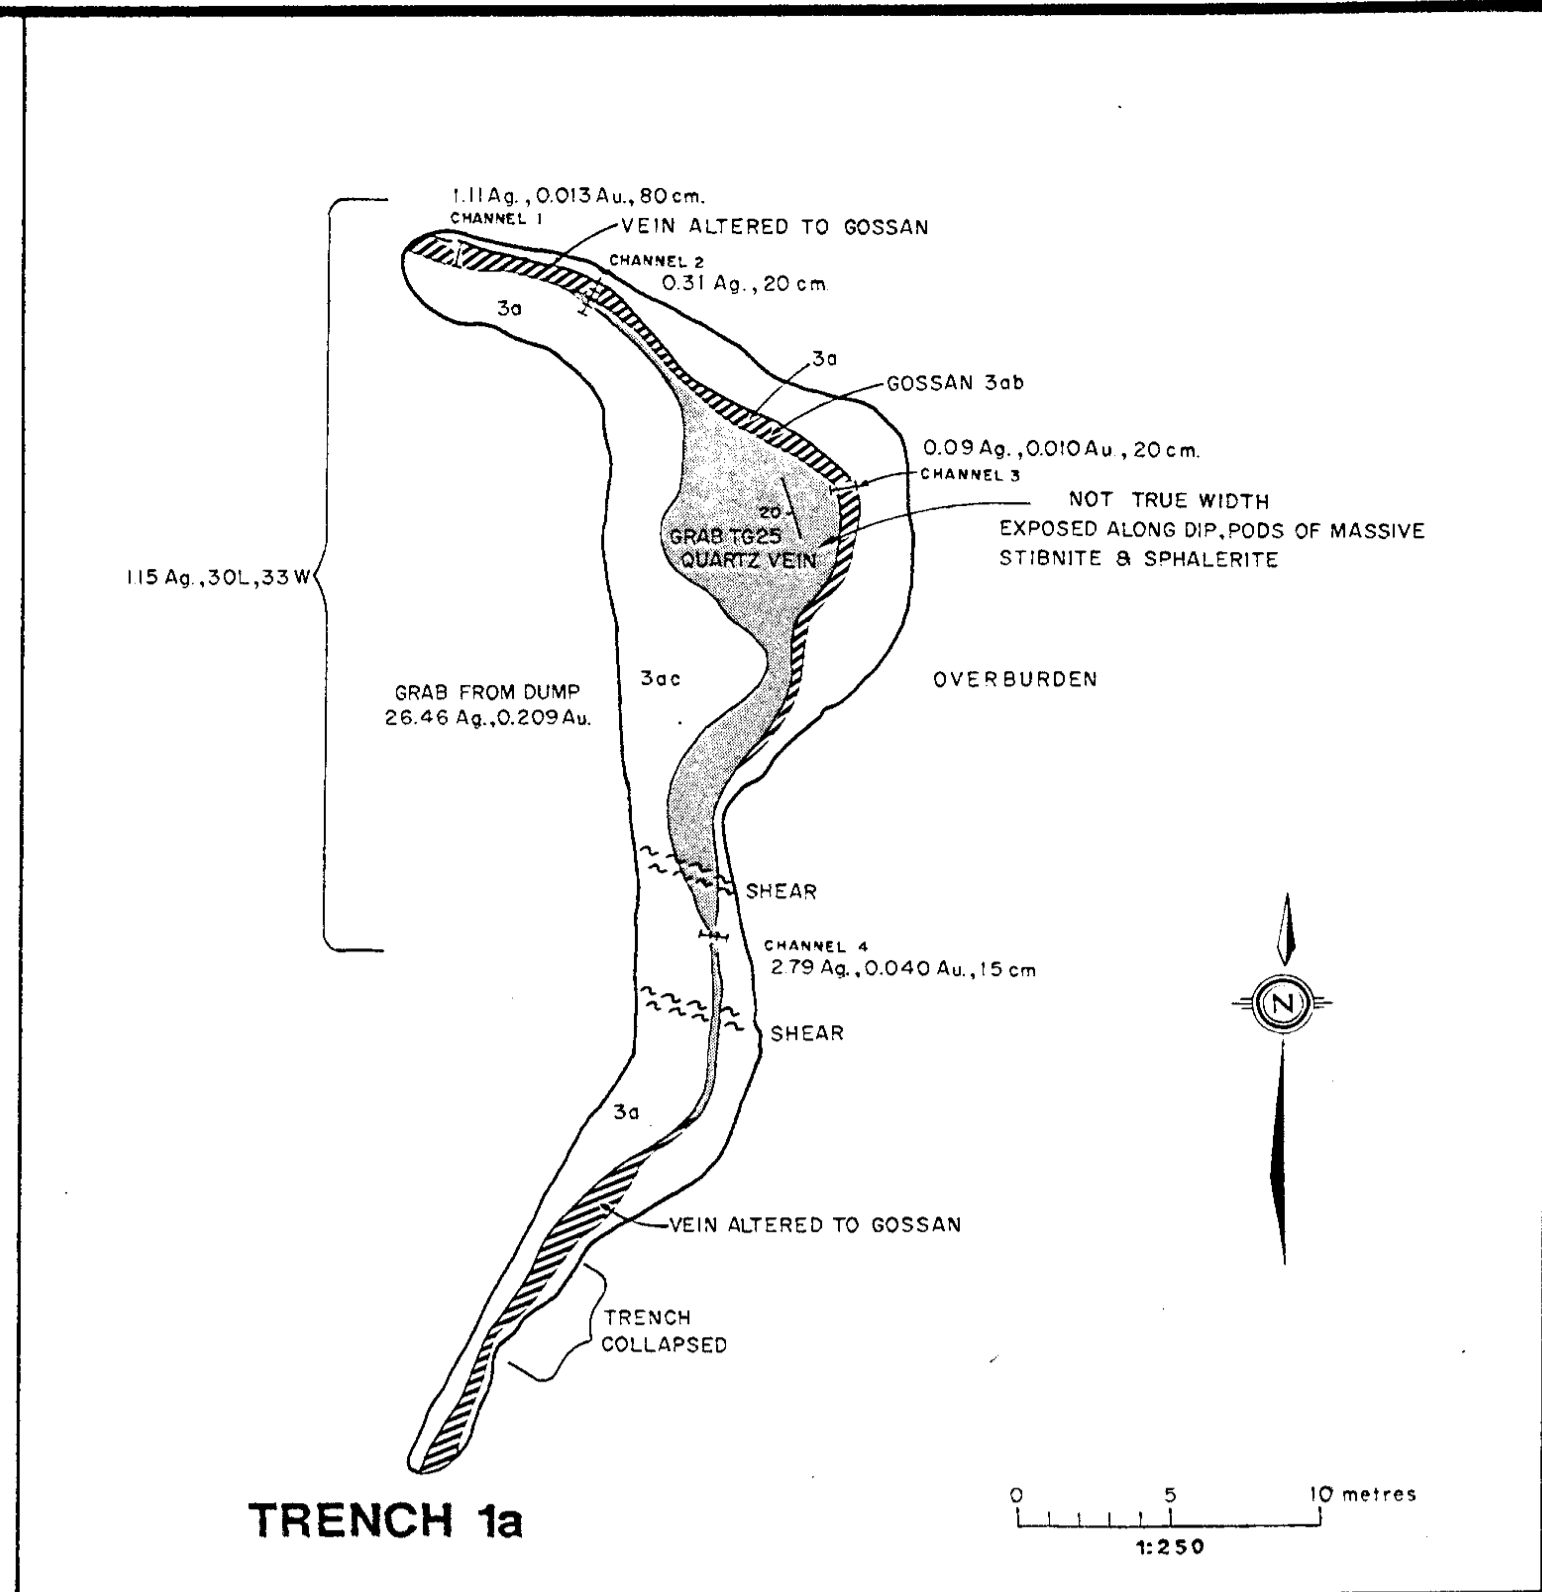 1.11 Ag., 0.013 Au., 80 cm.
CHANNEL 1
VEIN ALTERED TO GOSSAN
CHANNEL 2
0.31 Ag., 20 cm.
3a
3a
GOSSAN 3ab
0.09 Ag., 0.010 Au., 20 cm.
CHANNEL 3
NOT TRUE WIDTH
EXPOSED ALONG DIP, PODS OF MASSIVE
STIBNITE & SPHALERITE
20
GRAB TG25
QUARTZ VEIN
1.15 Ag., 30L, 33 W
3ac
OVERBURDEN
GRAB FROM DUMP
26.46 Ag., 0.209 Au.
SHEAR
CHANNEL 4
2.79 Ag., 0.040 Au., 15 cm
N
SHEAR
3a
VEIN ALTERED TO GOSSAN
TRENCH
COLLAPSED
TRENCH 1a
0 5 10 metres
1:250